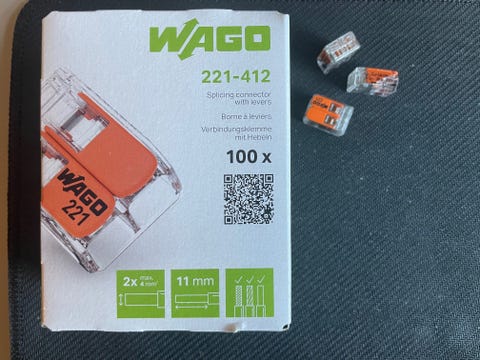 WAGO
221-412
Splicing connector
with levers
Borne à leviers
Verbindungsklemme
mit Hebeln
100 x
WAGO
221
2x max.
4 mm²
11 mm